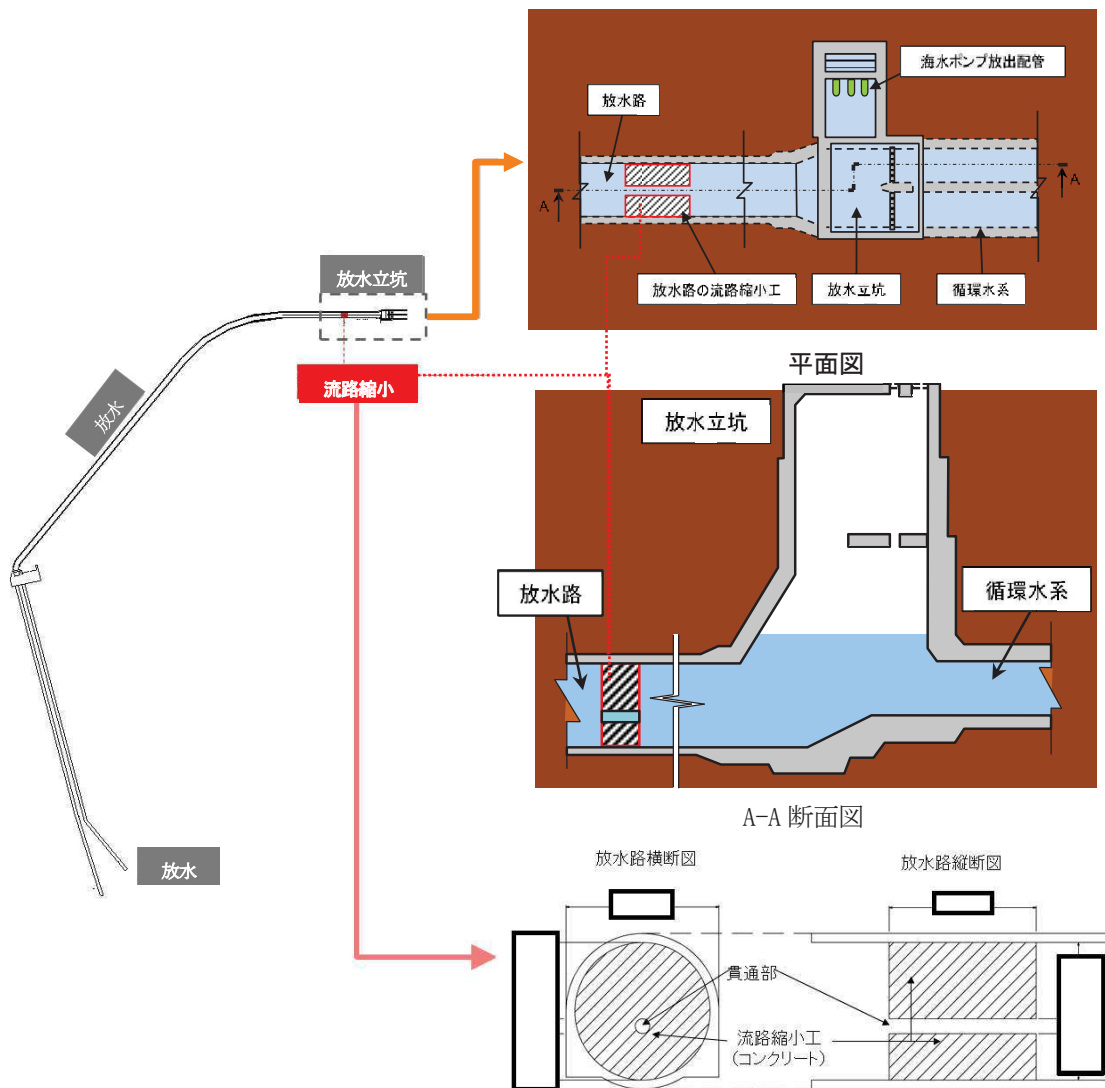 海水ポンプ放出配管
放水路
A
A
放水路の流路縮小工
放水立坑
循環水系
放水立坑
流路縮小
放水
放水
平面図
放水立坑
放水路
循環水系
A-A 断面図
放水路横断図
放水路縦断図
貫通部
流路縮小工
(コンクリート)